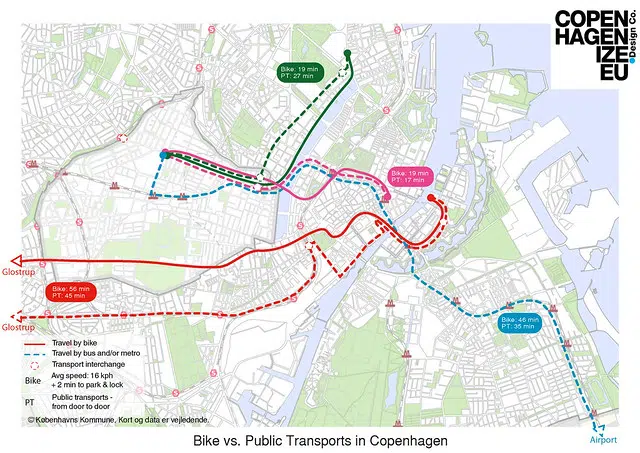 COPEN
HAGEN
IZE
EU
Design Co.
Bike: 19 min
PT: 27 min
Bike: 19 min
PT: 17 min
Glostrup
Bike: 56 min
PT: 45 min
Bike: 46 min
PT: 35 min
Glostrup
Travel by bike
Travel by bus and/or metro
Transport interchange
Bike
Avg speed: 16 kph
+ 2 min to park & lock
PT
Public transports -
from door to door
© Københavns Kommune. Kort og data er vejledende.
Airport
Bike vs. Public Transports in Copenhagen